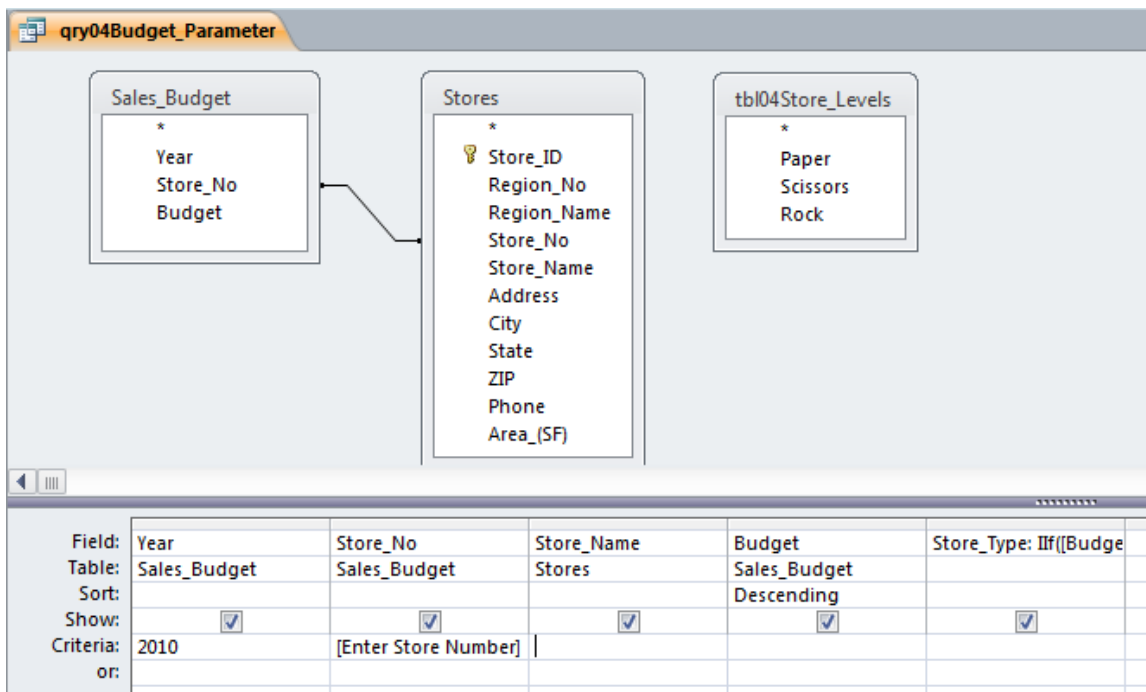 qry04Budget_Parameter
Sales_Budget
*
Year
Store_No
Budget
Stores
*
Store_ID
Region_No
Region_Name
Store_No
Store_Name
Address
City
State
ZIP
Phone
Area_(SF)
tbl04Store_Levels
*
Paper
Scissors
Rock
Field: Year Store_No Store_Name Budget Store_Type: IIf([Budge
Table: Sales_Budget Sales_Budget Stores Sales_Budget
Sort: Descending
Show:
Criteria: 2010 [Enter Store Number]
or: